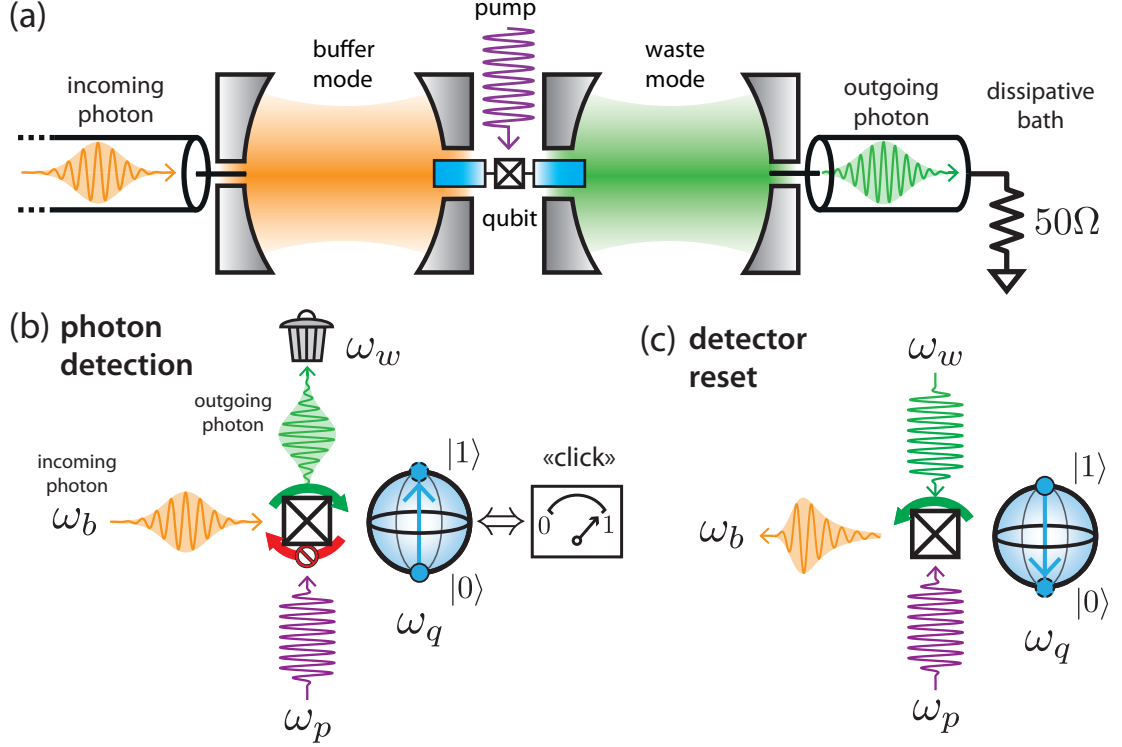 (a)
pump
buffer
mode
waste
mode
incoming
photon
outgoing
photon
dissipative
bath
qubit
50Ω
(b) photon
detection
ω_w
outgoing
photon
incoming
photon
ω_b
|1⟩
|0⟩
ω_q
«click»
0 1
ω_p
(c) detector
reset
ω_w
ω_b
|1⟩
|0⟩
ω_q
ω_p